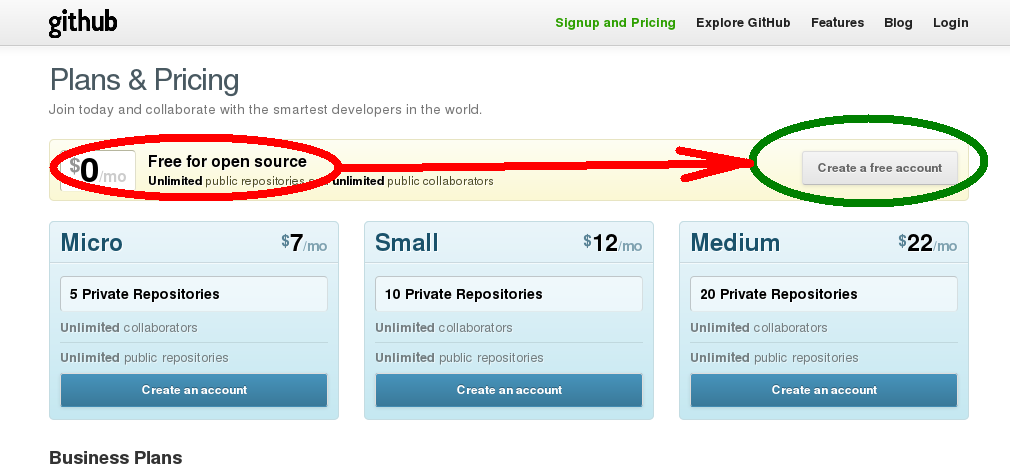 github
Signup and Pricing Explore GitHub Features Blog Login
Plans & Pricing
Join today and collaborate with the smartest developers in the world.
$0/mo
Free for open source
Unlimited public repositories unlimited public collaborators
Create a free account
Micro $7/mo
5 Private Repositories
Unlimited collaborators
Unlimited public repositories
Create an account
Small $12/mo
10 Private Repositories
Unlimited collaborators
Unlimited public repositories
Create an account
Medium $22/mo
20 Private Repositories
Unlimited collaborators
Unlimited public repositories
Create an account
Business Plans